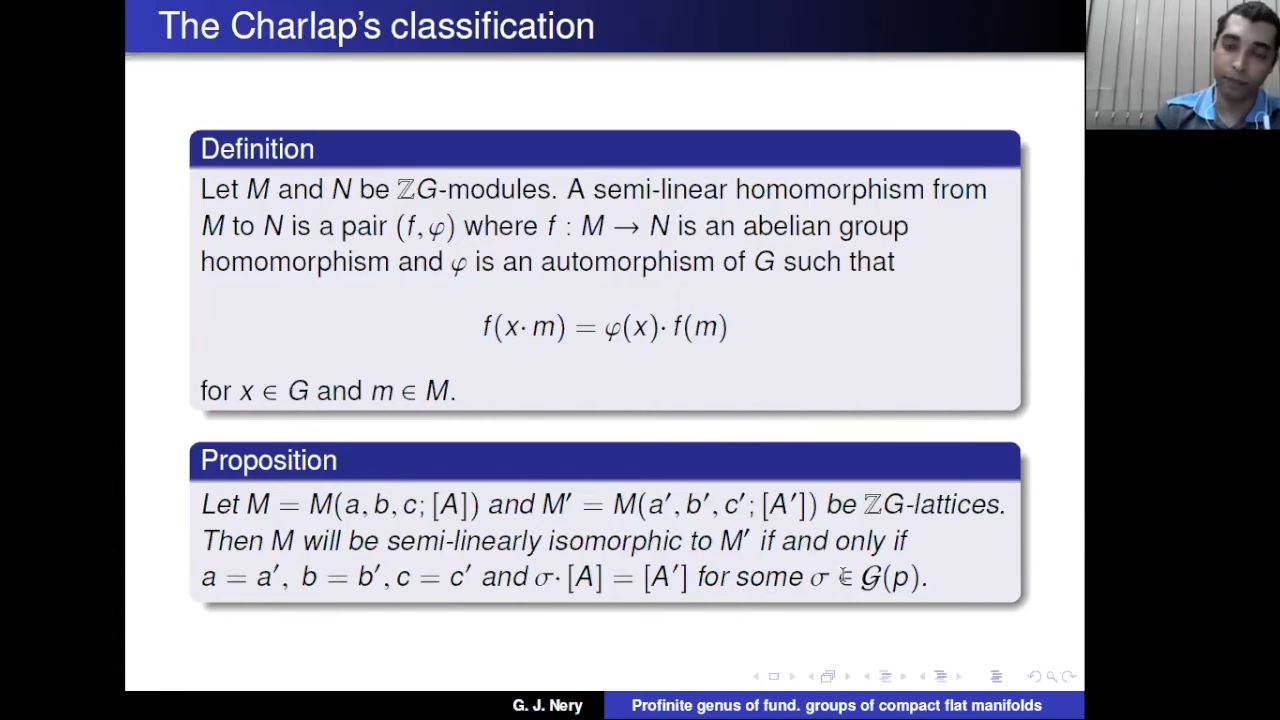 The Charlap's classification
Definition
Let M and N be ℤG-modules. A semi-linear homomorphism from
M to N is a pair (f, φ) where f : M → N is an abelian group
homomorphism and φ is an automorphism of G such that
f(x· m) = φ(x)· f(m)
for x ∈ G and m ∈ M.
Proposition
Let M = M(a, b, c; [A]) and M′ = M(a′, b′, c′; [A′]) be ℤG-lattices.
Then M will be semi-linearly isomorphic to M′ if and only if
a = a′, b = b′, c = c′ and σ· [A] = [A′] for some σ ∈ 𝒢(p).
G. J. Nery
Profinite genus of fund. groups of compact flat manifolds